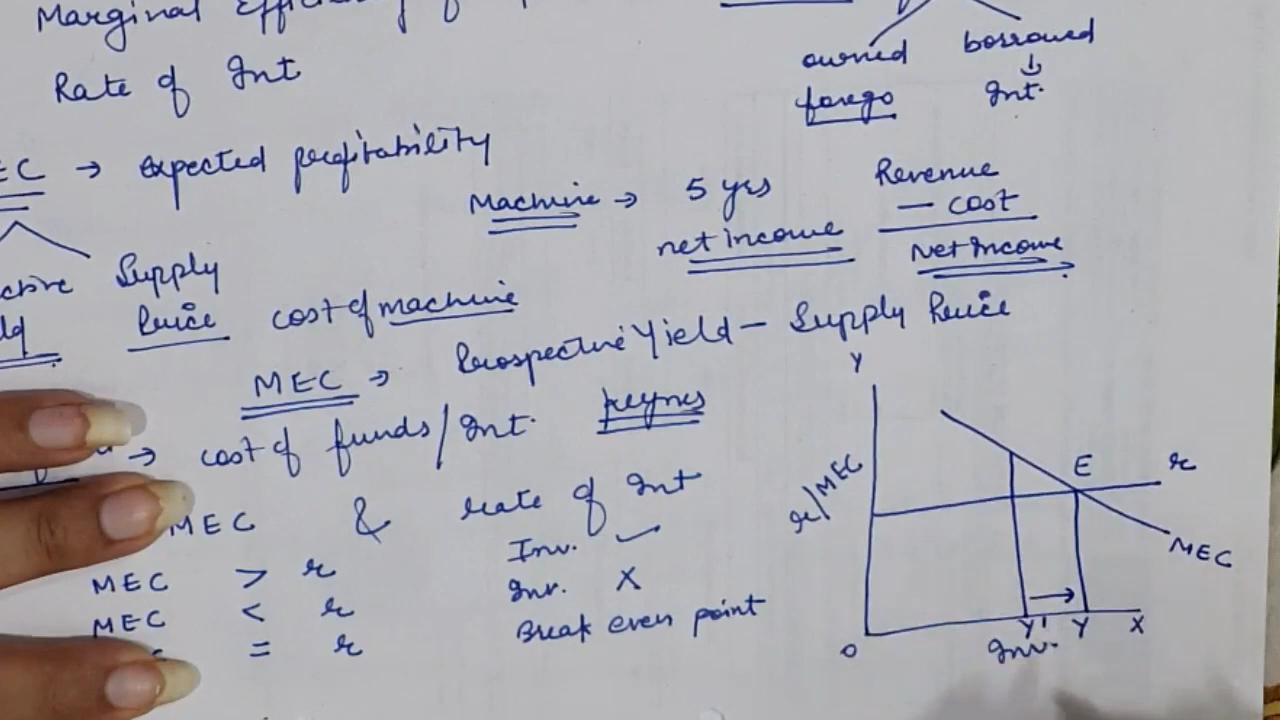 Marginal Efficiency of
Rate of Int
owned borrowed
forego Int.
EC → expected profitability
Machine → 5 yrs
net income
Revenue
— cost
Net Income
Supply
Price cost of machine
MEC → Prospective Yield — Supply Price
→ cost of funds/Int. Keynes
MEC & rate of Int
MEC > r Inv. ✓
MEC < r Inv. X
= r Break even point
Y
r/MEC
E
r
MEC
O
Y' Y X
Inv.